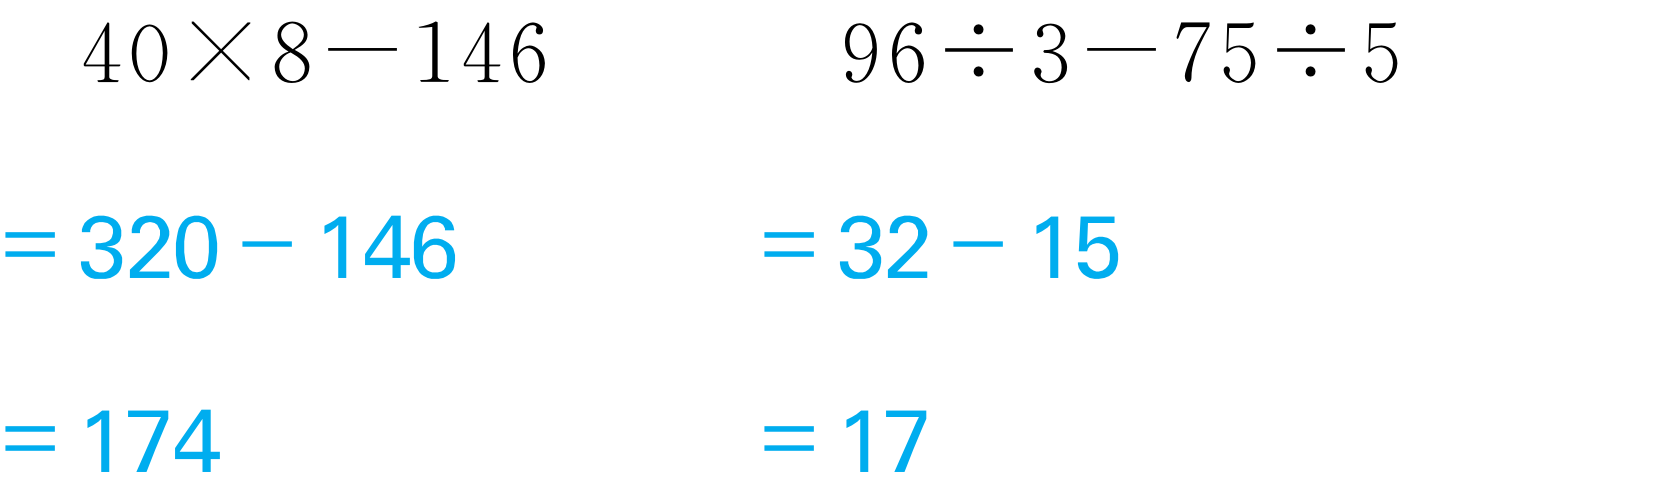 40×8−146 96÷3−75÷5
= 320 − 146 = 32 − 15
= 174 = 17